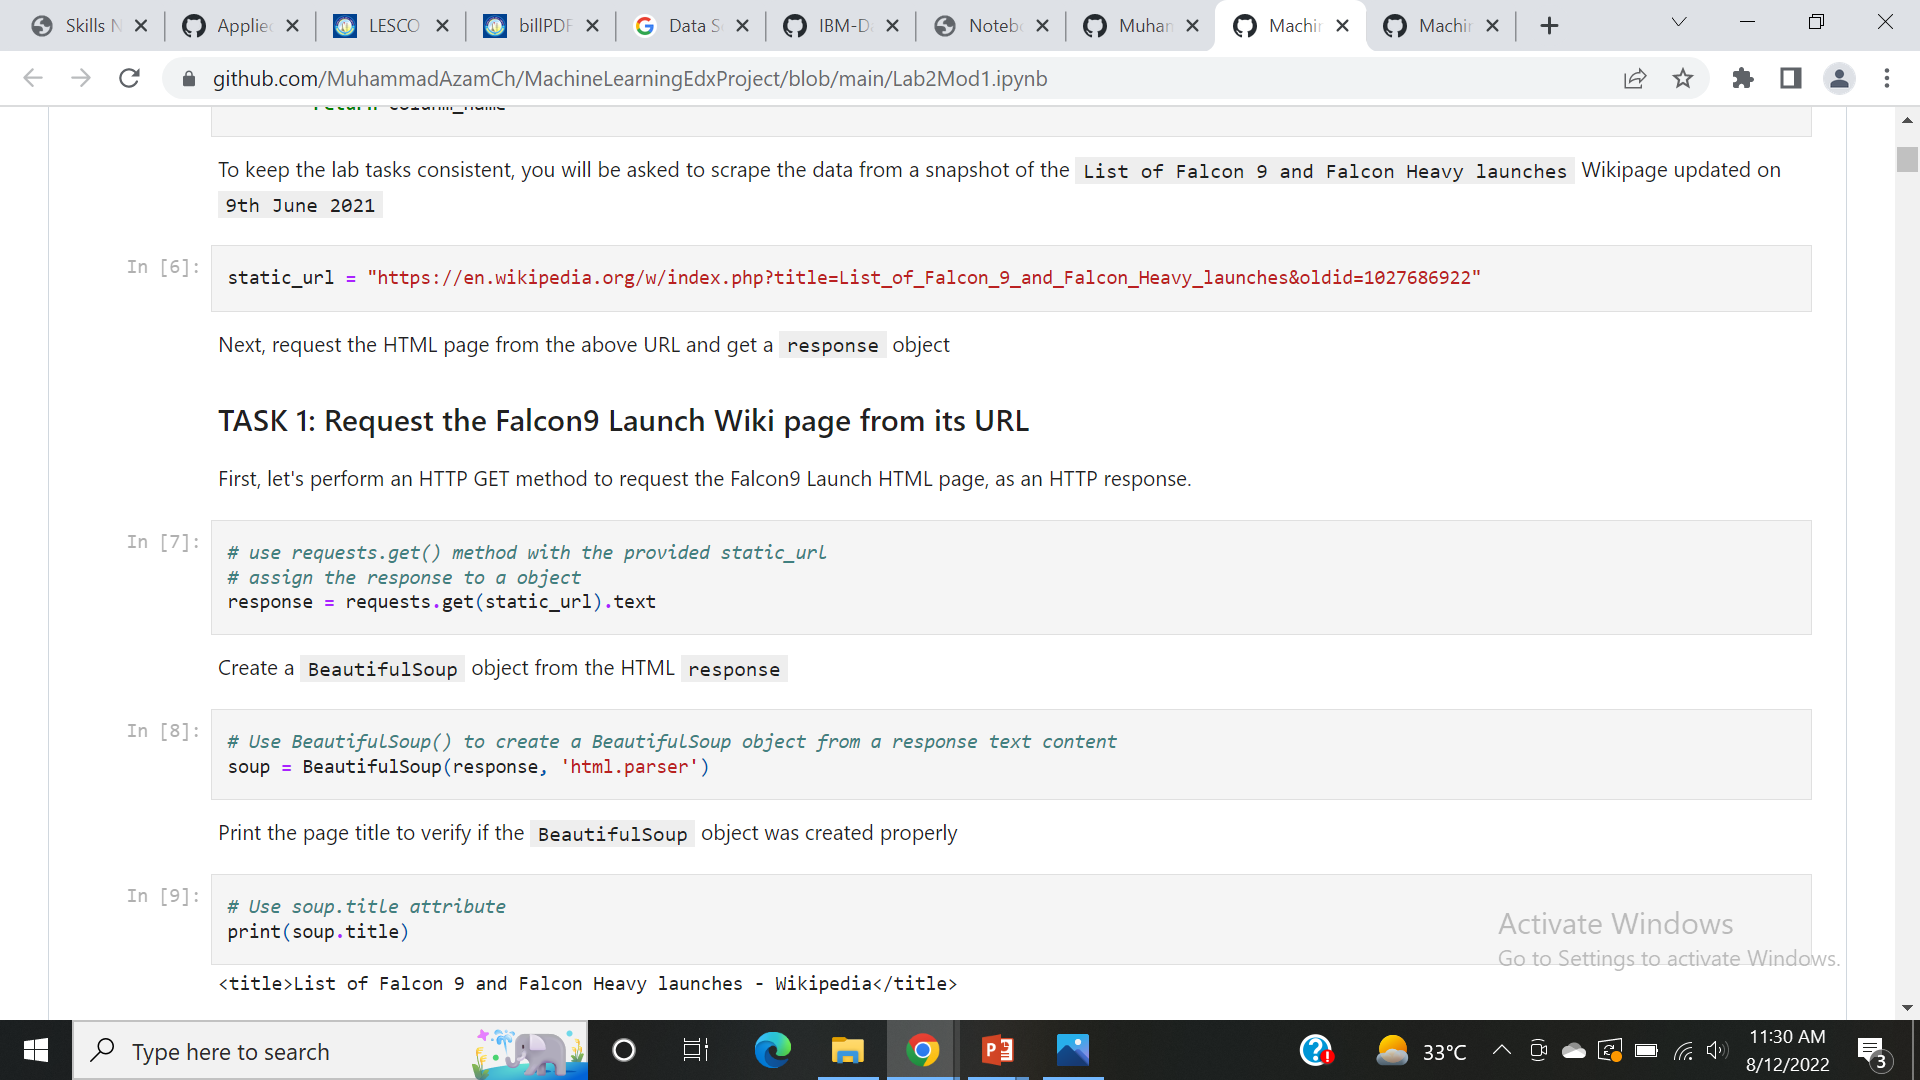 Skills N
Applied
LESCO
billPDF
Data S
IBM-Da
Notebo
Muham
Machin
Machin
github.com/MuhammadAzamCh/MachineLearningEdxProject/blob/main/Lab2Mod1.ipynb
return column_name
To keep the lab tasks consistent, you will be asked to scrape the data from a snapshot of the List of Falcon 9 and Falcon Heavy launches Wikipage updated on
9th June 2021
In [6]:
static_url = "https://en.wikipedia.org/w/index.php?title=List_of_Falcon_9_and_Falcon_Heavy_launches&oldid=1027686922"
Next, request the HTML page from the above URL and get a response object
TASK 1: Request the Falcon9 Launch Wiki page from its URL
First, let's perform an HTTP GET method to request the Falcon9 Launch HTML page, as an HTTP response.
In [7]:
# use requests.get() method with the provided static_url
# assign the response to a object
response = requests.get(static_url).text
Create a BeautifulSoup object from the HTML response
In [8]:
# Use BeautifulSoup() to create a BeautifulSoup object from a response text content
soup = BeautifulSoup(response, 'html.parser')
Print the page title to verify if the BeautifulSoup object was created properly
In [9]:
# Use soup.title attribute
print(soup.title)
<title>List of Falcon 9 and Falcon Heavy launches - Wikipedia</title>
Activate Windows
Go to Settings to activate Windows.
Type here to search
33°C
11:30 AM
8/12/2022
3